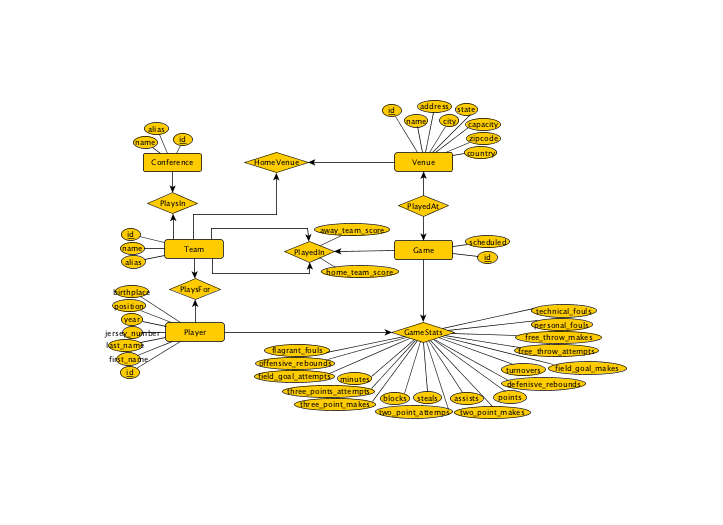 id
address
state
name
city
capacity
zipcode
country
alias
name
id
Conference
HomeVenue
Venue
PlaysIn
PlayedAt
id
name
alias
Team
away_team_score
PlayedIn
home_team_score
Game
scheduled
id
birthplace
position
year
jersey_number
last_name
first_name
id
PlaysFor
Player
GameStats
technical_fouls
personal_fouls
free_throw_makes
free_throw_attempts
field_goal_makes
turnovers
defenisve_rebounds
points
flagrant_fouls
offensive_rebounds
field_goal_attempts
minutes
three_points_attempts
three_point_makes
blocks
steals
assists
two_point_attemps
two_point_makes